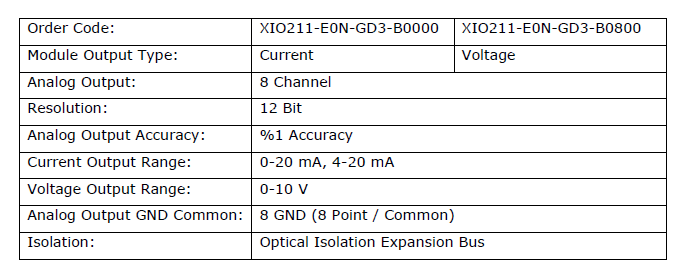 Order Code: XIO211-E0N-GD3-B0000 XIO211-E0N-GD3-B0800
Module Output Type: Current Voltage
Analog Output: 8 Channel
Resolution: 12 Bit
Analog Output Accuracy: %1 Accuracy
Current Output Range: 0-20 mA, 4-20 mA
Voltage Output Range: 0-10 V
Analog Output GND Common: 8 GND (8 Point / Common)
Isolation: Optical Isolation Expansion Bus